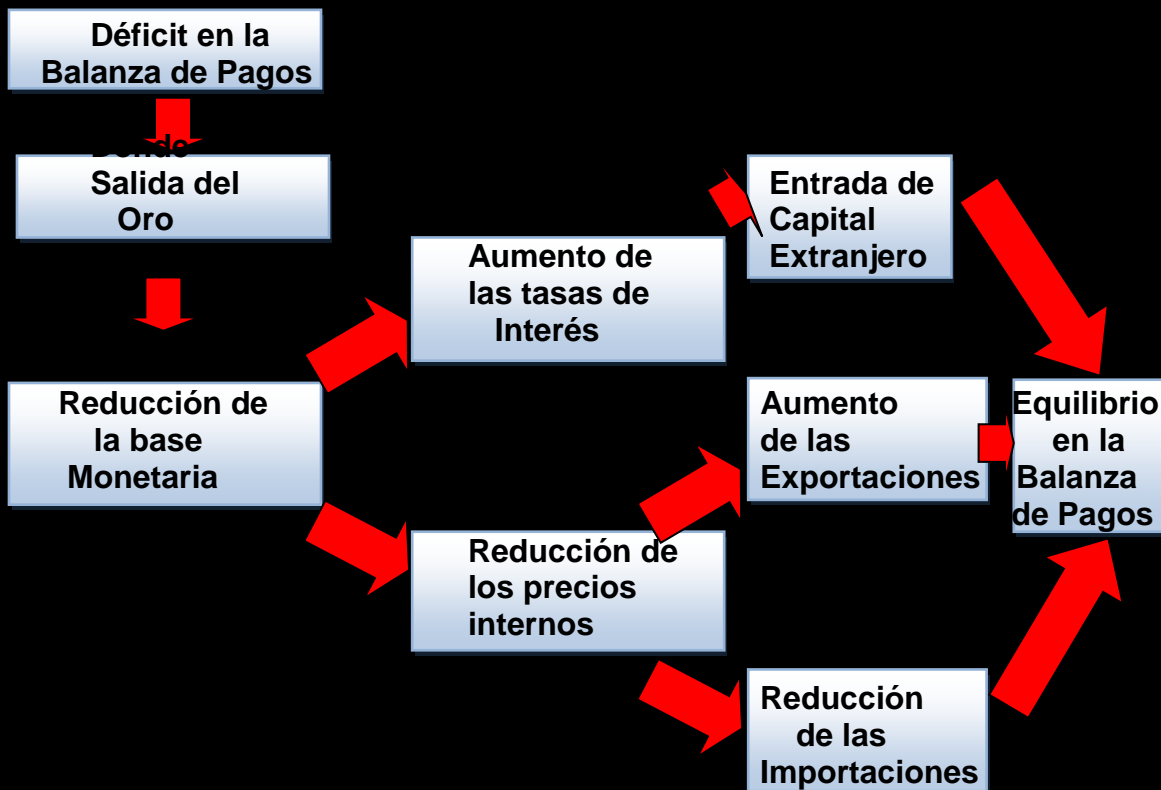 Déficit en la
Balanza de Pagos
Salida del
Oro
Reducción de
la base
Monetaria
Aumento de
las tasas de
Interés
Reducción de
los precios
internos
Entrada de
Capital
Extranjero
Aumento
de las
Exportaciones
Reducción
de las
Importaciones
Equilibrio
en la
Balanza
de Pagos